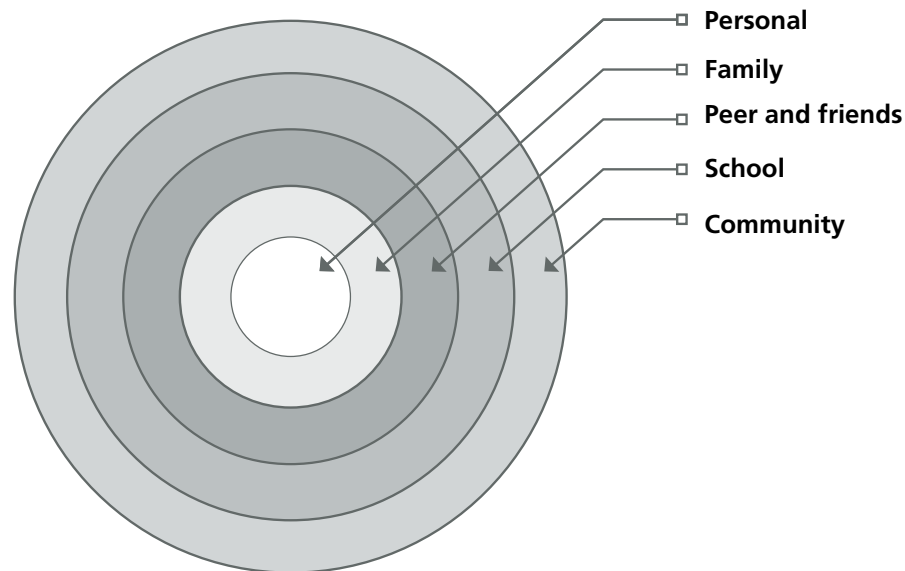 Personal
Family
Peer and friends
School
Community